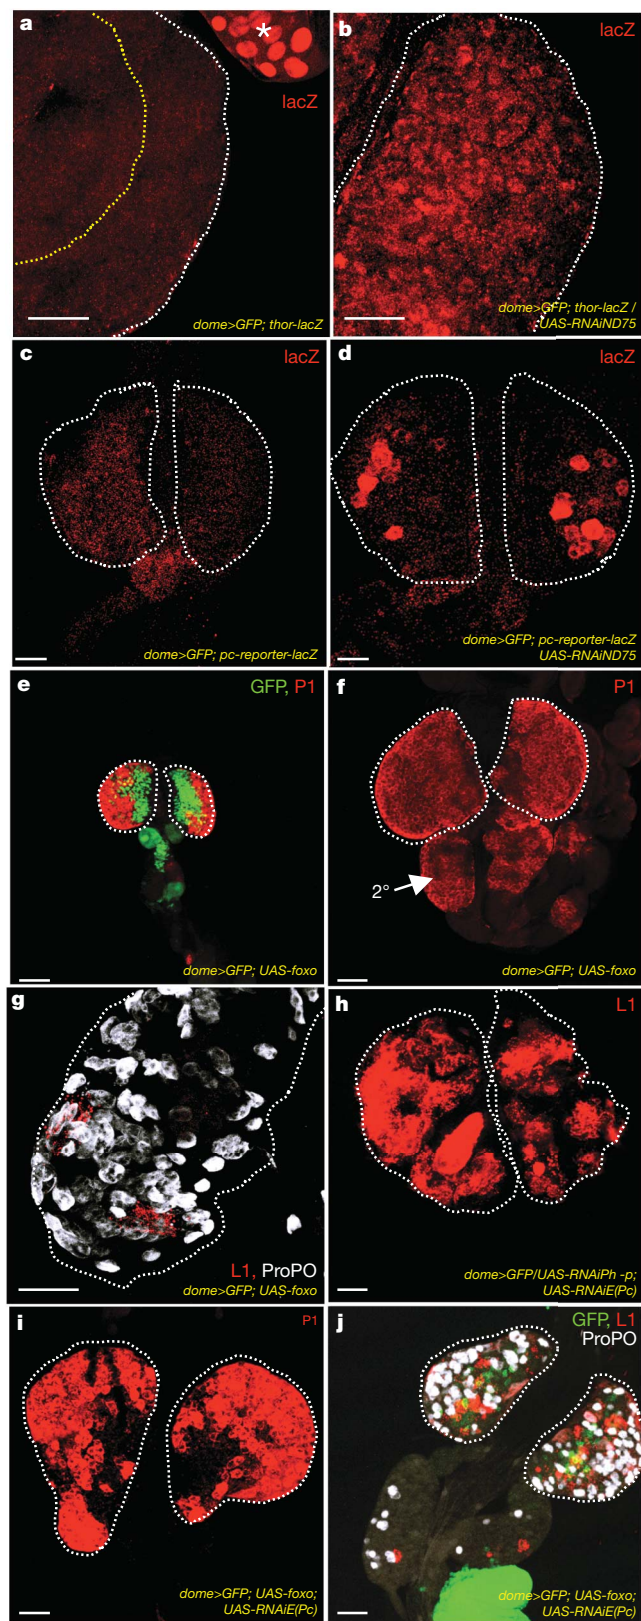 a
*
lacZ
dome>GFP; thor-lacZ
b
lacZ
dome>GFP; thor-lacZ /
UAS-RNAiND75
c
lacZ
dome>GFP; pc-reporter-lacZ
d
lacZ
dome>GFP; pc-reporter-lacZ
UAS-RNAiND75
e
GFP, P1
dome>GFP; UAS-foxo
f
P1
2°
dome>GFP; UAS-foxo
g
L1, ProPO
dome>GFP; UAS-foxo
h
L1
dome>GFP/UAS-RNAiPh -p;
UAS-RNAiE(Pc)
i
P1
dome>GFP; UAS-foxo;
UAS-RNAiE(Pc)
j
GFP, L1
ProPO
dome>GFP; UAS-foxo;
UAS-RNAiE(Pc)